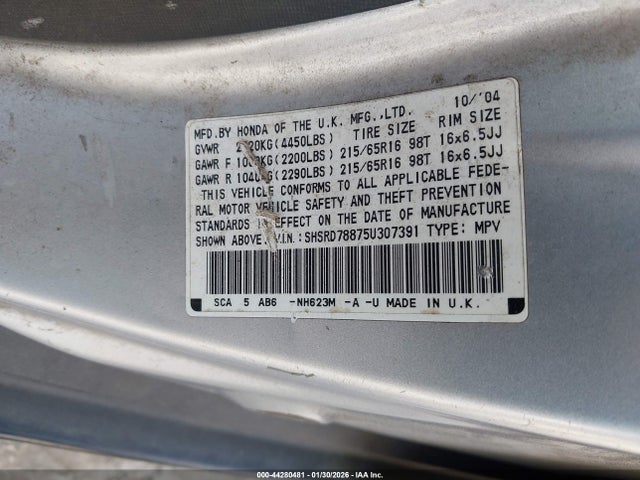 MFD.BY HONDA OF THE U.K. MFG.,LTD. 10/'04
GVWR (4450LBS) TIRE SIZE RIM SIZE
GAWR F (2200LBS) 215/65R16 98T 16x6.5JJ
GAWR R (2290LBS) 215/65R16 98T 16x6.5JJ
THIS VEHICLE CONFORMS TO ALL APPLICABLE FEDE-
RAL MOTOR VEHICLE SAFETY AND THEFT PREVENTION
STANDARDS IN EFFECT ON THE DATE OF MANUFACTURE
SHOWN ABOVE. V.I.N.:SHSRD78875U307391 TYPE: MPV
SCA 5 AB6 -NH623M -A -U MADE IN U.K.
000-44280481 - 01/30/2026 - IAA Inc.